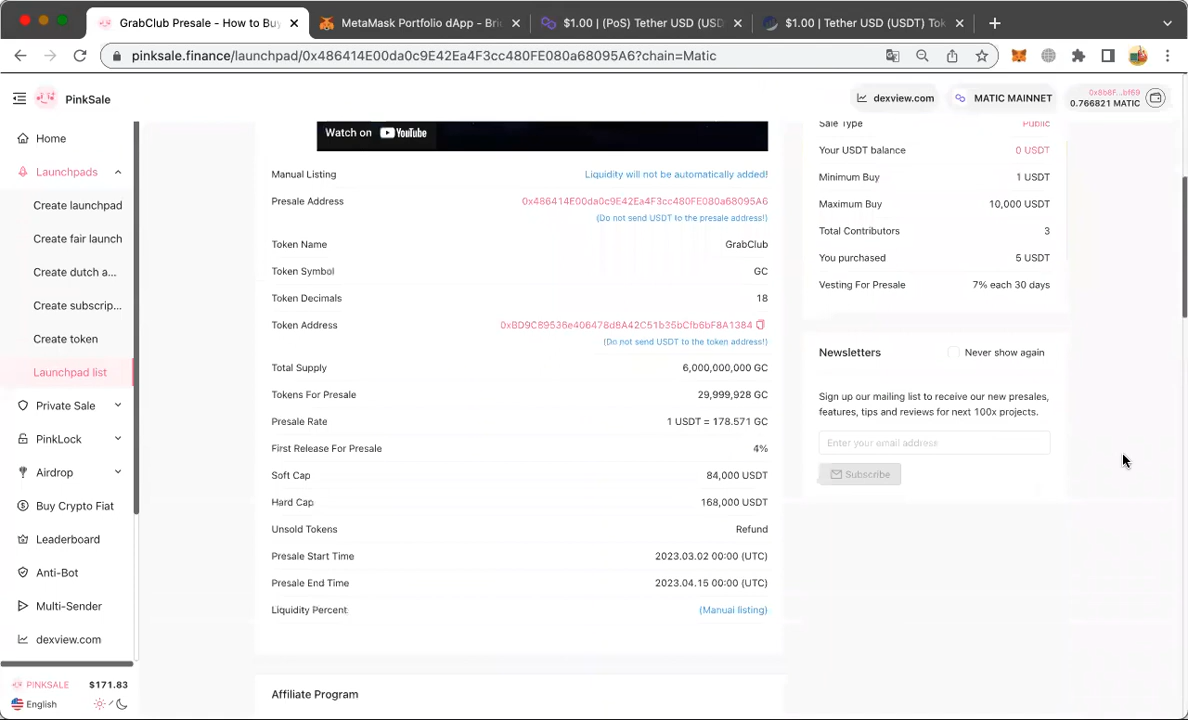 GrabClub Presale - How to Buy
MetaMask Portfolio dApp - Bri
$1.00 | (PoS) Tether USD (USD
$1.00 | Tether USD (USDT) Tok
pinksale.finance/launchpad/0x486414E00da0c9E42Ea4F3cc480FE080a68095A6?chain=Matic
PinkSale
dexview.com
MATIC MAINNET
0x8b8F...bf69
0.766821 MATIC
Home
Launchpads
Create launchpad
Create fair launch
Create dutch a...
Create subscrip...
Create token
Launchpad list
Private Sale
PinkLock
Airdrop
Buy Crypto Fiat
Leaderboard
Anti-Bot
Multi-Sender
dexview.com
PINKSALE $171.83
English
Watch on YouTube
Manual Listing Liquidity will not be automatically added!
Presale Address 0x486414E00da0c9E42Ea4F3cc480FE080a68095A6
(Do not send USDT to the presale address!)
Token Name GrabClub
Token Symbol GC
Token Decimals 18
Token Address 0xBD9C89536e406478d8A42C51b35bCfb6bF8A1384
(Do not send USDT to the token address!)
Total Supply 6,000,000,000 GC
Tokens For Presale 29,999,928 GC
Presale Rate 1 USDT = 178.571 GC
First Release For Presale 4%
Soft Cap 84,000 USDT
Hard Cap 168,000 USDT
Unsold Tokens Refund
Presale Start Time 2023.03.02 00:00 (UTC)
Presale End Time 2023.04.15 00:00 (UTC)
Liquidity Percent (Manual listing)
Affiliate Program
Sale Type Public
Your USDT balance 0 USDT
Minimum Buy 1 USDT
Maximum Buy 10,000 USDT
Total Contributors 3
You purchased 5 USDT
Vesting For Presale 7% each 30 days
Newsletters Never show again
Sign up our mailing list to receive our new presales,
features, tips and reviews for next 100x projects.
Enter your email address
Subscribe